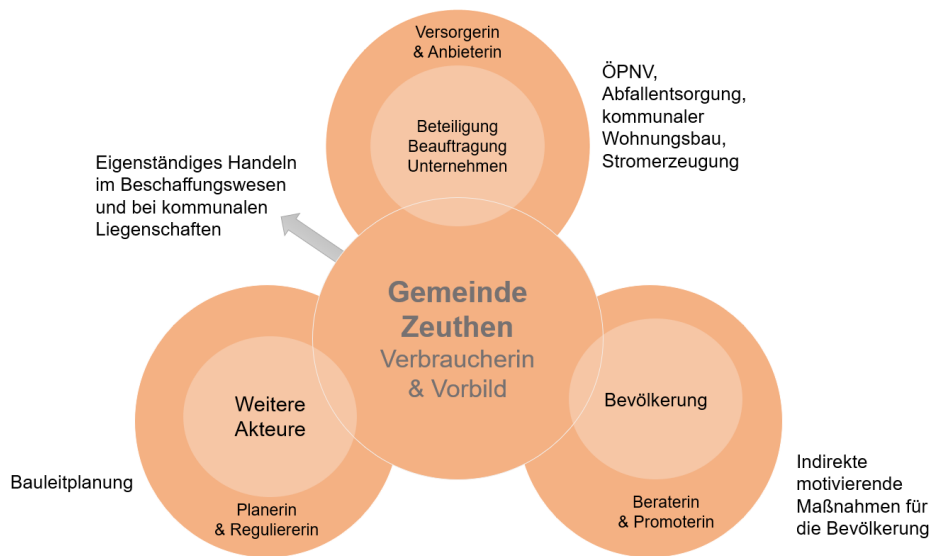 Versorgerin
& Anbieterin
Beteiligung
Beauftragung
Unternehmen
ÖPNV,
Abfallentsorgung,
kommunaler
Wohnungsbau,
Stromerzeugung
Eigenständiges Handeln
im Beschaffungswesen
und bei kommunalen
Liegenschaften
Gemeinde
Zeuthen
Verbraucherin
& Vorbild
Weitere
Akteure
Bevölkerung
Bauleitplanung
Planerin
& Reguliererin
Beraterin
& Promoterin
Indirekte
motivierende
Maßnahmen für
die Bevölkerung